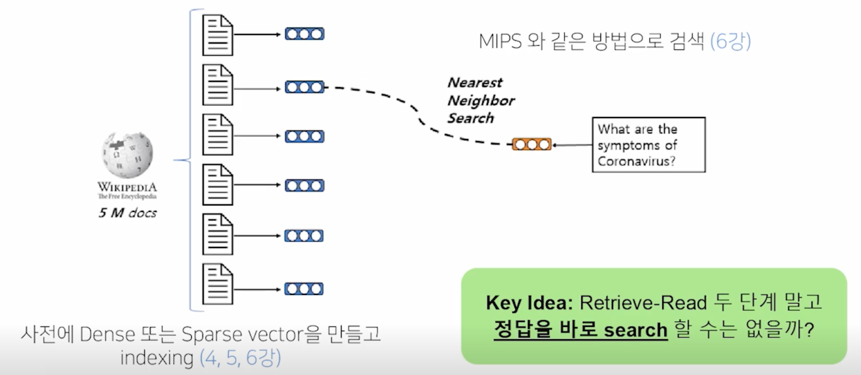 MIPS 와 같은 방법으로 검색 (6강)
Nearest
Neighbor
Search
What are the
symptoms of
Coronavirus?
WIKIPEDIA
The Free Encyclopedia
5 M docs
사전에 Dense 또는 Sparse vector을 만들고
indexing (4, 5, 6강)
Key Idea: Retrieve-Read 두 단계 말고
정답을 바로 search 할 수는 없을까?